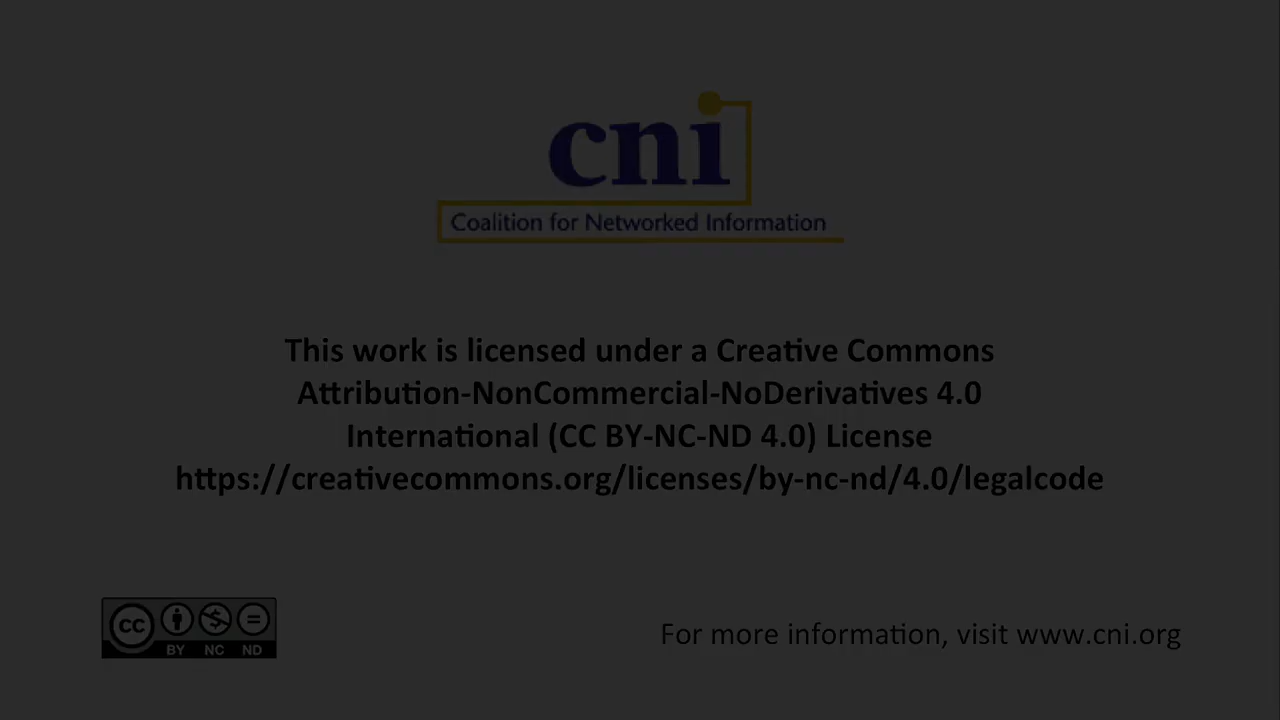 cni
Coalition for Networked Information
This work is licensed under a Creative Commons
Attribution-NonCommercial-NoDerivatives 4.0
International (CC BY-NC-ND 4.0) License
https://creativecommons.org/licenses/by-nc-nd/4.0/legalcode
CC BY NC ND
For more information, visit www.cni.org